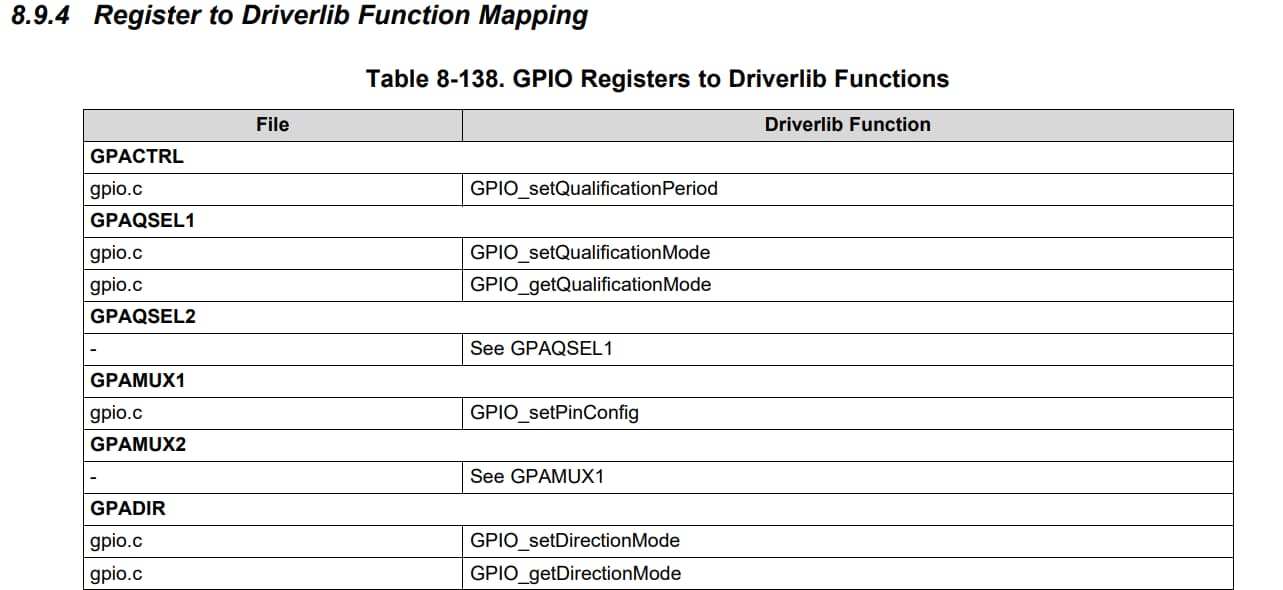 8.9.4 Register to Driverlib Function Mapping
Table 8-138. GPIO Registers to Driverlib Functions
File Driverlib Function
GPACTRL
gpio.c GPIO_setQualificationPeriod
GPAQSEL1
gpio.c GPIO_setQualificationMode
gpio.c GPIO_getQualificationMode
GPAQSEL2
- See GPAQSEL1
GPAMUX1
gpio.c GPIO_setPinConfig
GPAMUX2
- See GPAMUX1
GPADIR
gpio.c GPIO_setDirectionMode
gpio.c GPIO_getDirectionMode